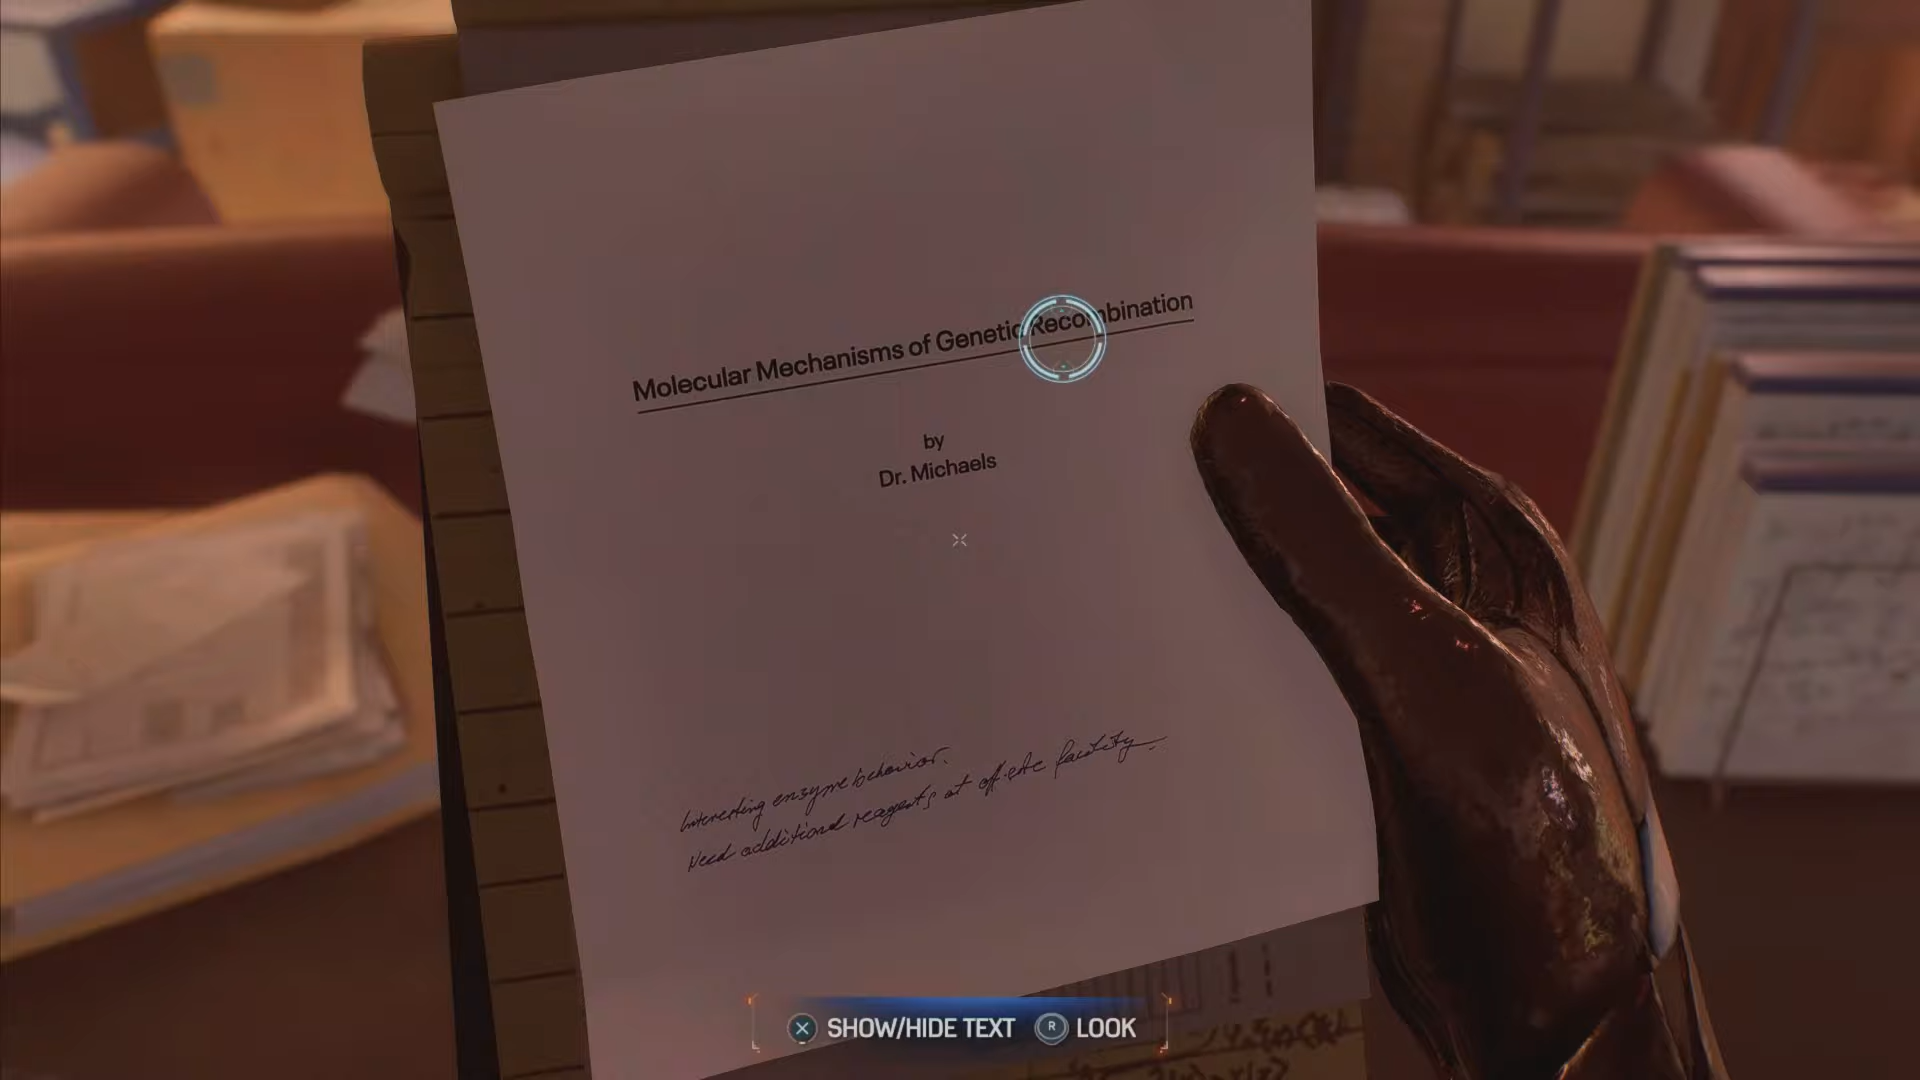 Molecular Mechanisms of Genetic Recombination
by
Dr. Michaels
Interesting enzyme behavior.
Need additional reagents at off-site facility
SHOW/HIDE TEXT R LOOK